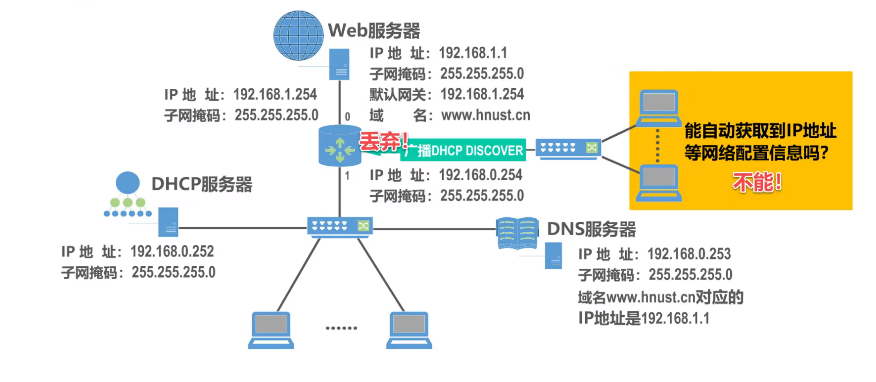 Web服务器
IP 地 址：192.168.1.1
子网掩码：255.255.255.0
默认网关：192.168.1.254
域 名：www.hnust.cn
IP 地 址：192.168.1.254
子网掩码：255.255.255.0
0
丢弃！
广播DHCP DISCOVER
能自动获取到IP地址
等网络配置信息吗？
不能！
1
IP 地 址：192.168.0.254
子网掩码：255.255.255.0
DHCP服务器
IP 地 址：192.168.0.252
子网掩码：255.255.255.0
DNS服务器
IP 地 址：192.168.0.253
子网掩码：255.255.255.0
域名www.hnust.cn对应的
IP地址是192.168.1.1